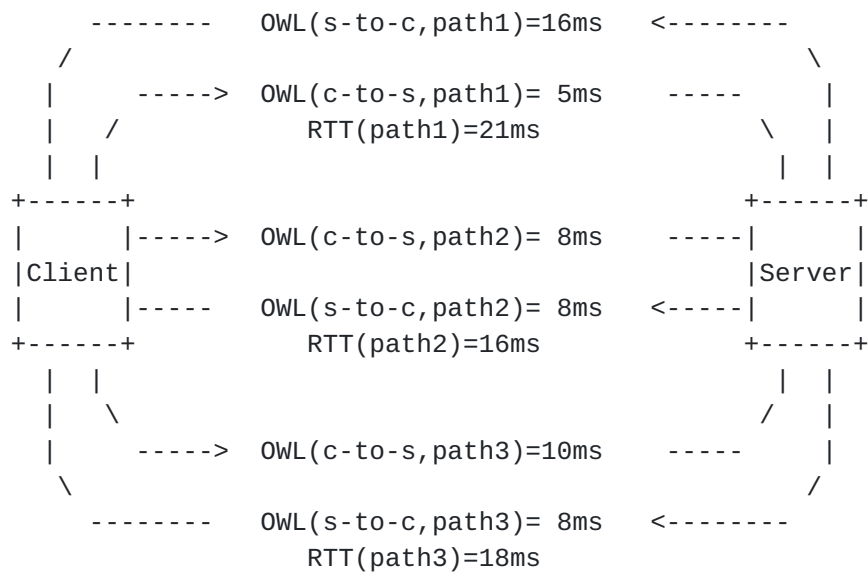 OWL(s-to-c,path1)=16ms
OWL(c-to-s,path1)= 5ms
RTT(path1)=21ms
OWL(c-to-s,path2)= 8ms
Client Server
OWL(s-to-c,path2)= 8ms
RTT(path2)=16ms
OWL(c-to-s,path3)=10ms
OWL(s-to-c,path3)= 8ms
RTT(path3)=18ms